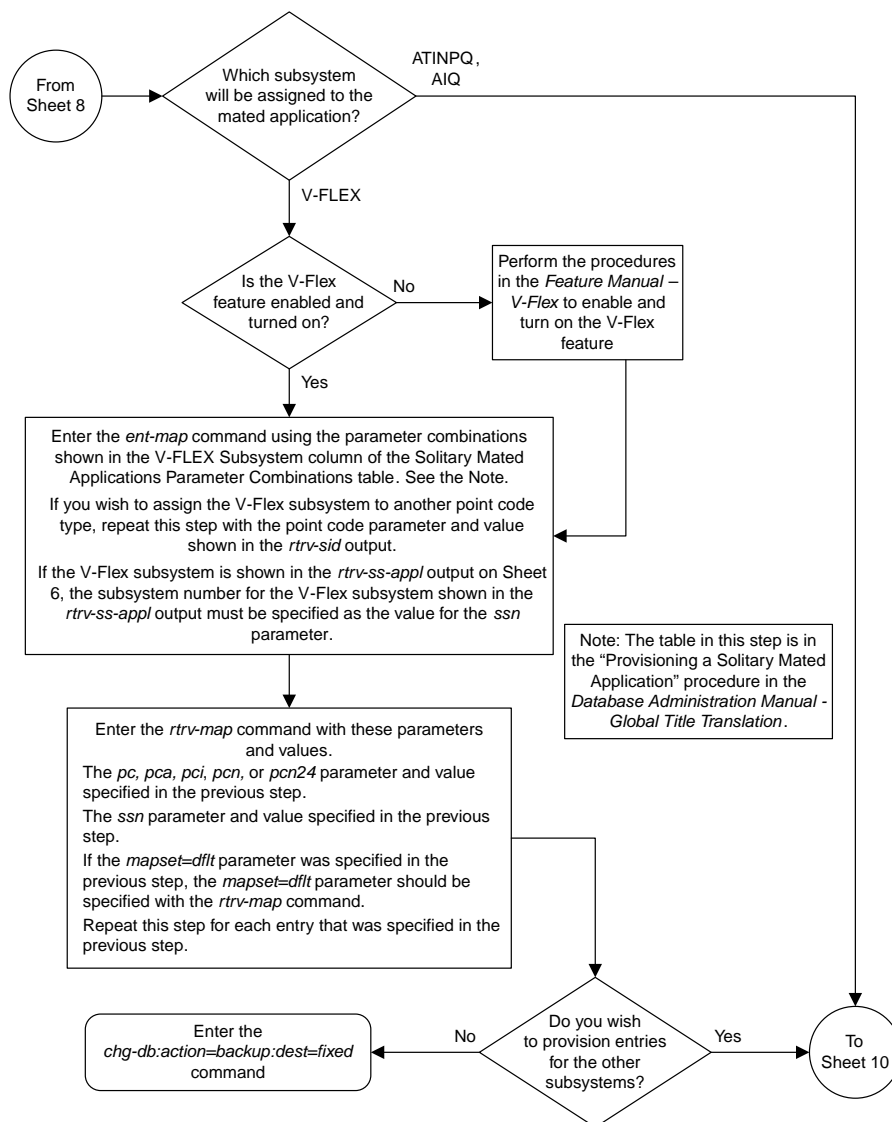 From
Sheet 8
Which subsystem
will be assigned to the
mated application?
ATINPQ,
AIQ
V-FLEX
Is the V-Flex
feature enabled and
turned on?
No
Perform the procedures
in the Feature Manual –
V-Flex to enable and
turn on the V-Flex
feature
Yes
Enter the ent-map command using the parameter combinations
shown in the V-FLEX Subsystem column of the Solitary Mated
Applications Parameter Combinations table. See the Note.
If you wish to assign the V-Flex subsystem to another point code
type, repeat this step with the point code parameter and value
shown in the rtrv-sid output.
If the V-Flex subsystem is shown in the rtrv-ss-appl output on Sheet
6, the subsystem number for the V-Flex subsystem shown in the
rtrv-ss-appl output must be specified as the value for the ssn
parameter.
Note: The table in this step is in
the “Provisioning a Solitary Mated
Application” procedure in the
Database Administration Manual -
Global Title Translation.
Enter the rtrv-map command with these parameters
and values.
The pc, pca, pci, pcn, or pcn24 parameter and value
specified in the previous step.
The ssn parameter and value specified in the previous
step.
If the mapset=dflt parameter was specified in the
previous step, the mapset=dflt parameter should be
specified with the rtrv-map command.
Repeat this step for each entry that was specified in the
previous step.
Do you wish
to provision entries
for the other
subsystems?
No
Yes
Enter the
chg-db:action=backup:dest=fixed
command
To
Sheet 10